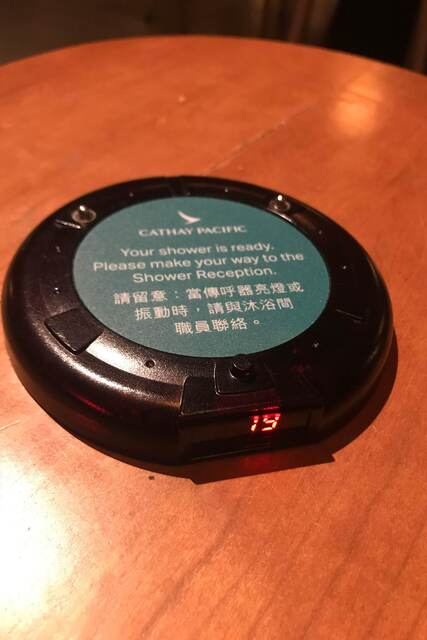 CATHAY PACIFIC
Your shower is ready.
Please make your way to the
Shower Reception.
請留意：當傳呼器亮燈或
振動時，請與沐浴間
職員聯絡。
19